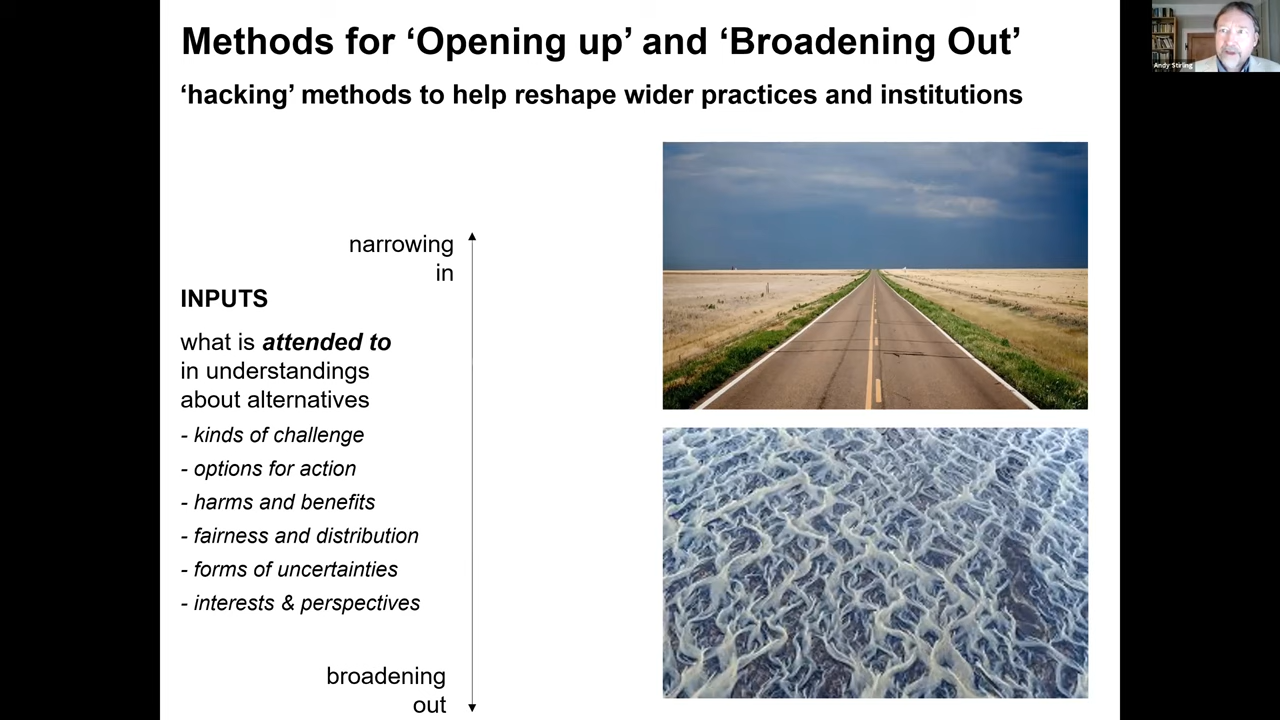 Methods for ‘Opening up’ and ‘Broadening Out’
‘hacking’ methods to help reshape wider practices and institutions
narrowing
in
INPUTS
what is attended to
in understandings
about alternatives
- kinds of challenge
- options for action
- harms and benefits
- fairness and distribution
- forms of uncertainties
- interests & perspectives
broadening
out
Andy Stirling